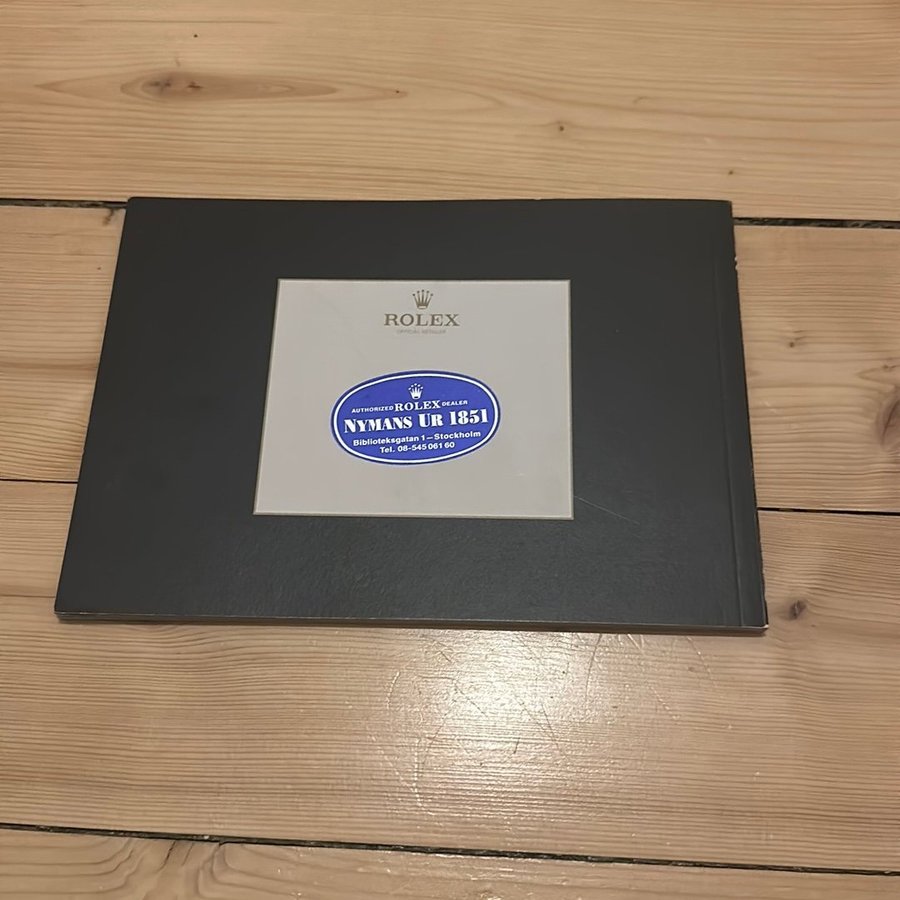 ROLEX
OFFICIAL RETAILER
AUTHORIZED ROLEX DEALER
NYMANS UR 1851
Biblioteksgatan 1 – Stockholm
Tel. 08-545 061 60